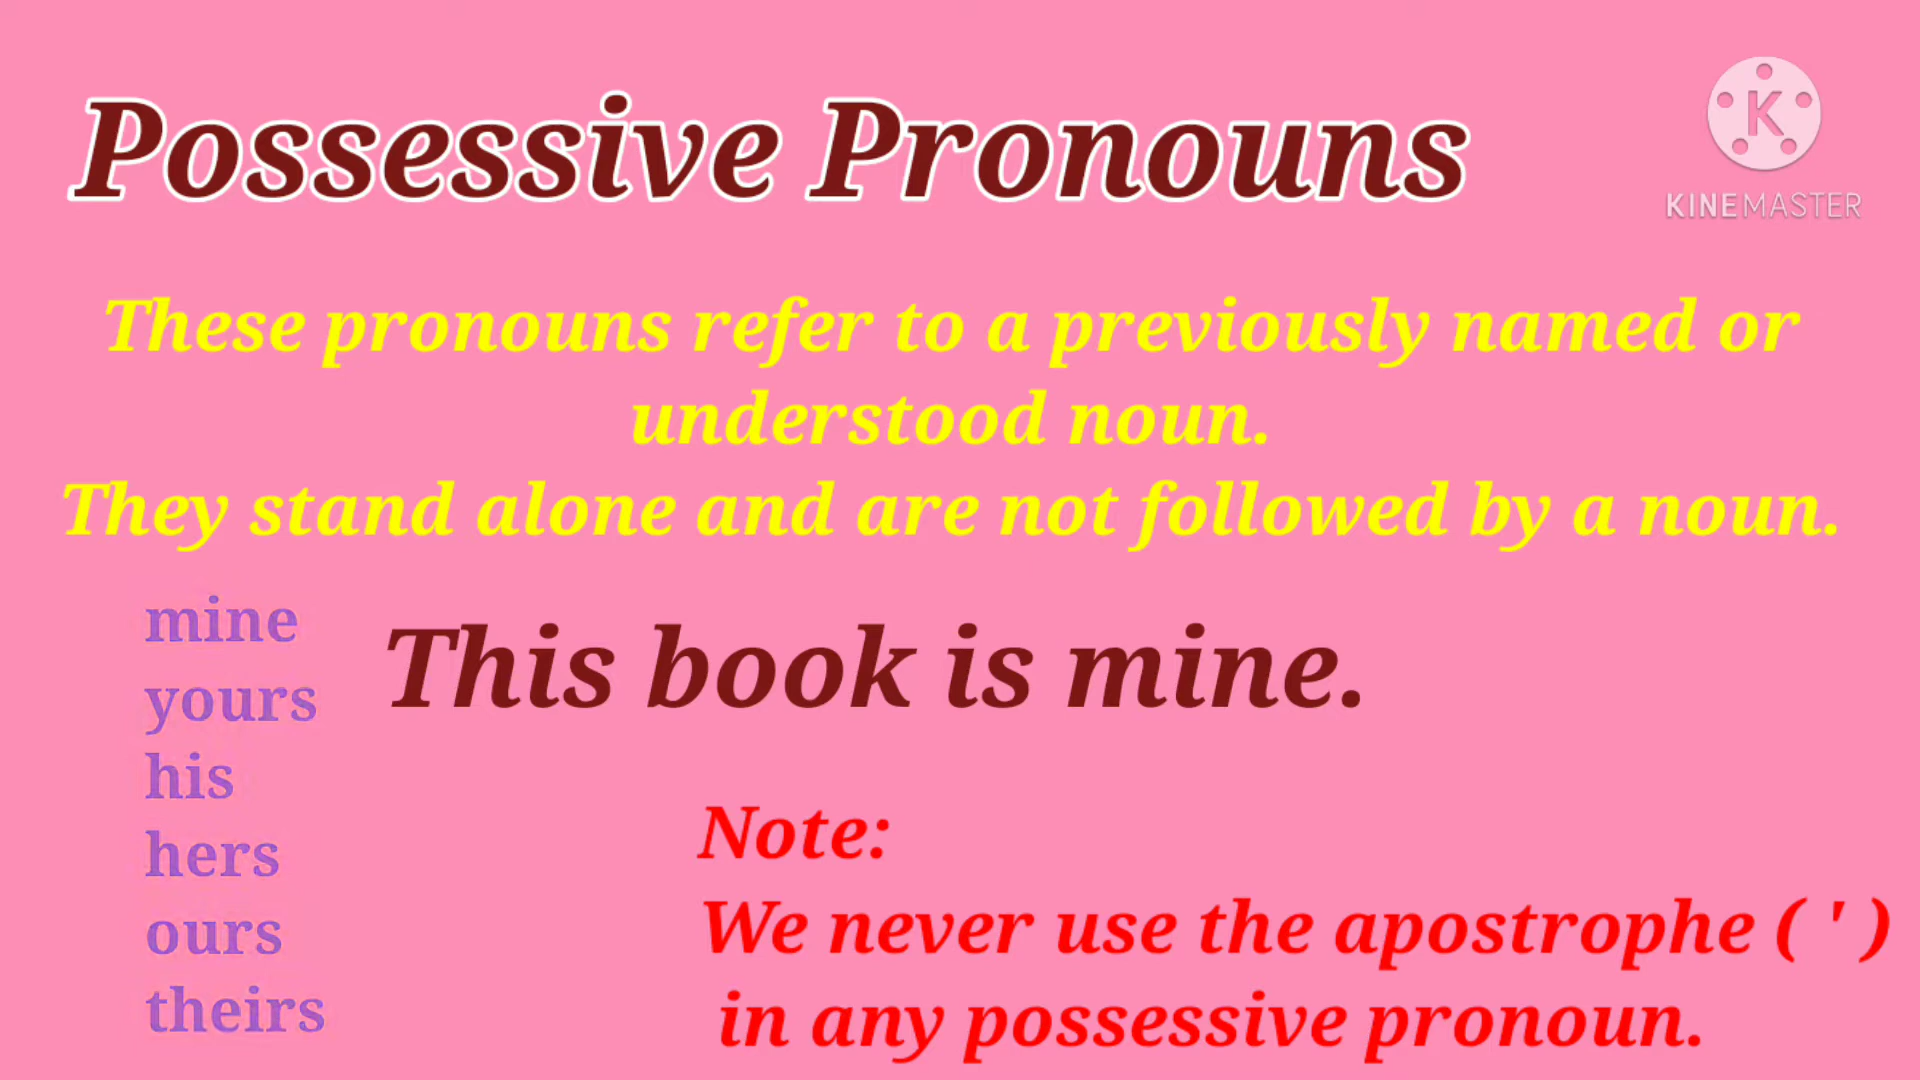 Possessive Pronouns
K
KINEMASTER
These pronouns refer to a previously named or
understood noun.
They stand alone and are not followed by a noun.
mine
yours
his
hers
ours
theirs
This book is mine.
Note:
We never use the apostrophe ( ' )
in any possessive pronoun.